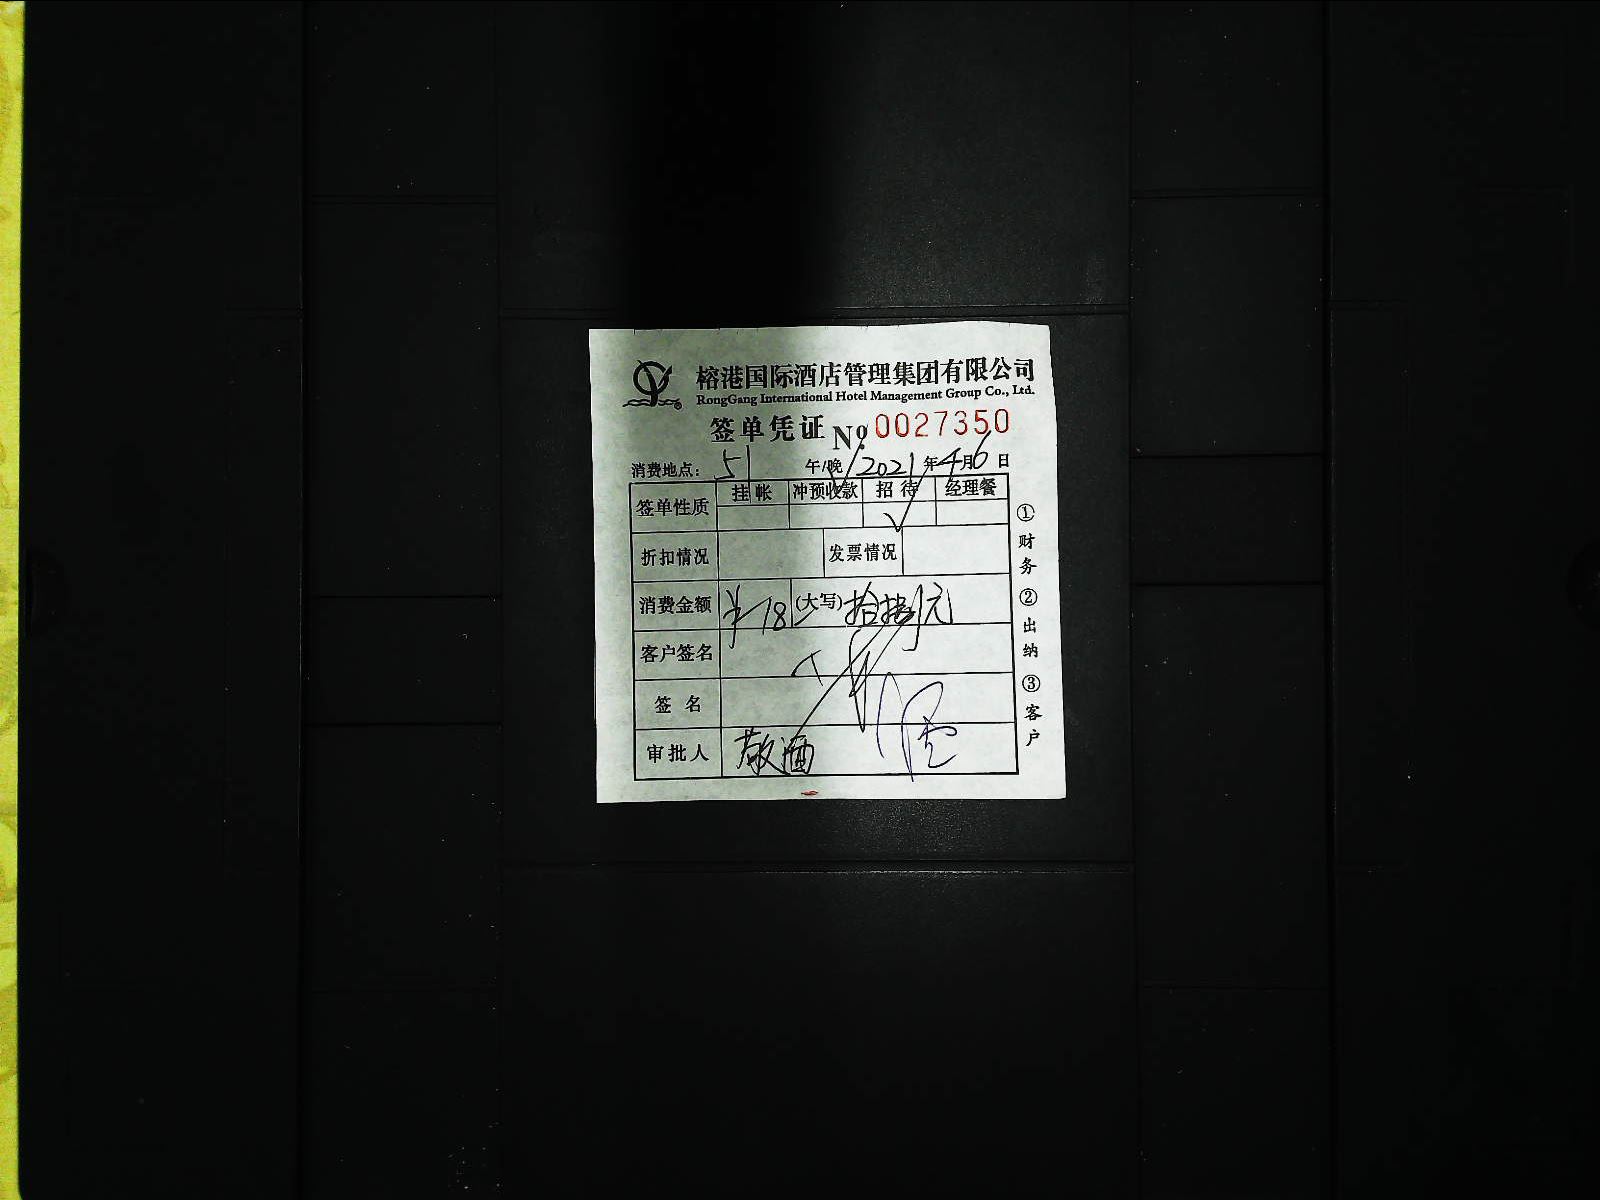 榕港国际酒店管理集团有限公司
RongGang International Hotel Management Group Co., Ltd.
签单凭证 No 0027350
消费地点: 51 午/晚 2021年4月6日
签单性质 挂帐 冲预收款 招待 ✓ 经理餐
折扣情况 发票情况
消费金额 ¥18 (大写) 拾捌元
客户签名
签名
审批人 敬酒
①财务 ②出纳 ③客户